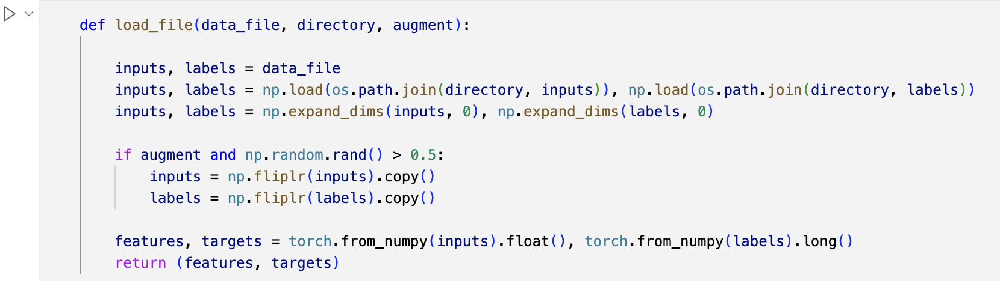 def load_file(data_file, directory, augment):
inputs, labels = data_file
inputs, labels = np.load(os.path.join(directory, inputs)), np.load(os.path.join(directory, labels))
inputs, labels = np.expand_dims(inputs, 0), np.expand_dims(labels, 0)
if augment and np.random.rand() > 0.5:
inputs = np.fliplr(inputs).copy()
labels = np.fliplr(labels).copy()
features, targets = torch.from_numpy(inputs).float(), torch.from_numpy(labels).long()
return (features, targets)